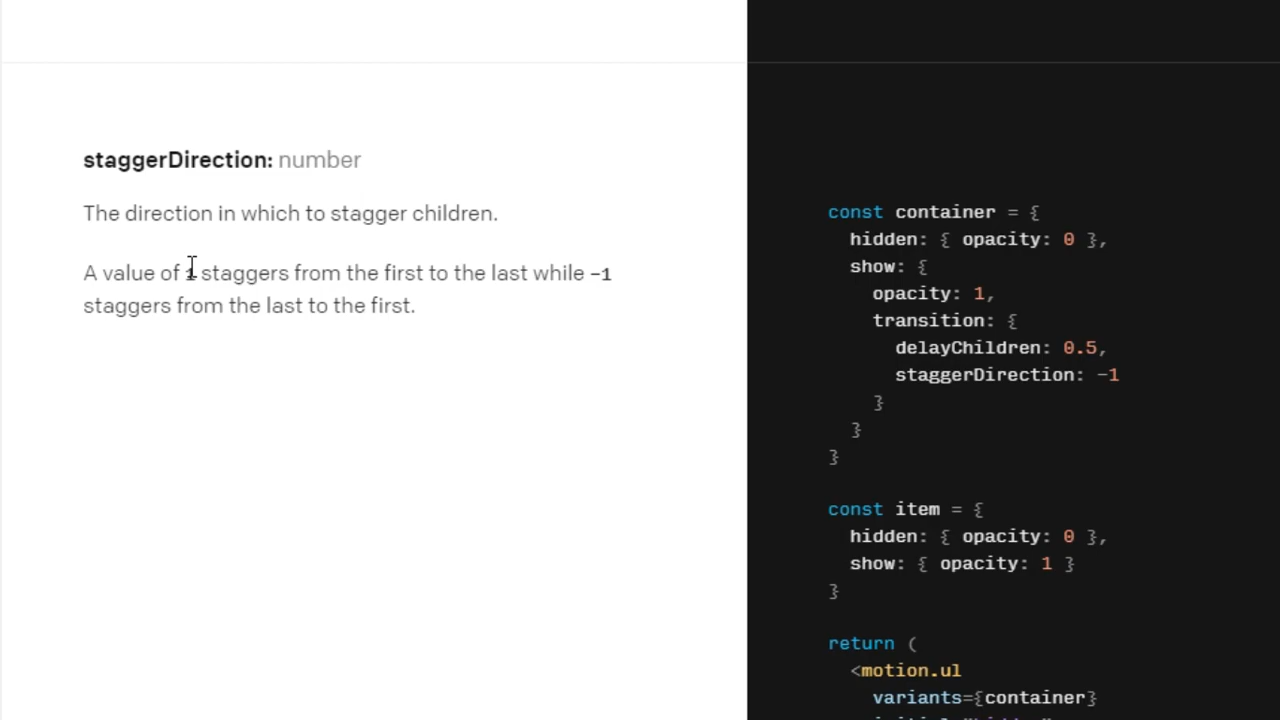 staggerDirection: number
The direction in which to stagger children.
A value of 1 staggers from the first to the last while -1
staggers from the last to the first.
const container = {
hidden: { opacity: 0 },
show: {
opacity: 1,
transition: {
delayChildren: 0.5,
staggerDirection: -1
}
}
}
const item = {
hidden: { opacity: 0 },
show: { opacity: 1 }
}
return (
<motion.ul
variants={container}